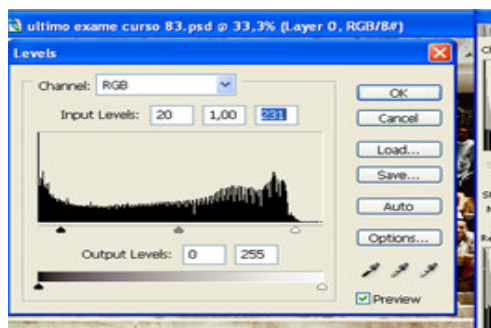 ultimo exame curso 83.psd @ 33,3% (Layer 0, RGB/8#)
Levels
Channel: RGB
OK
Input Levels: 20 1,00 231
Cancel
Load...
Save...
Auto
Options...
Output Levels: 0 255
Preview